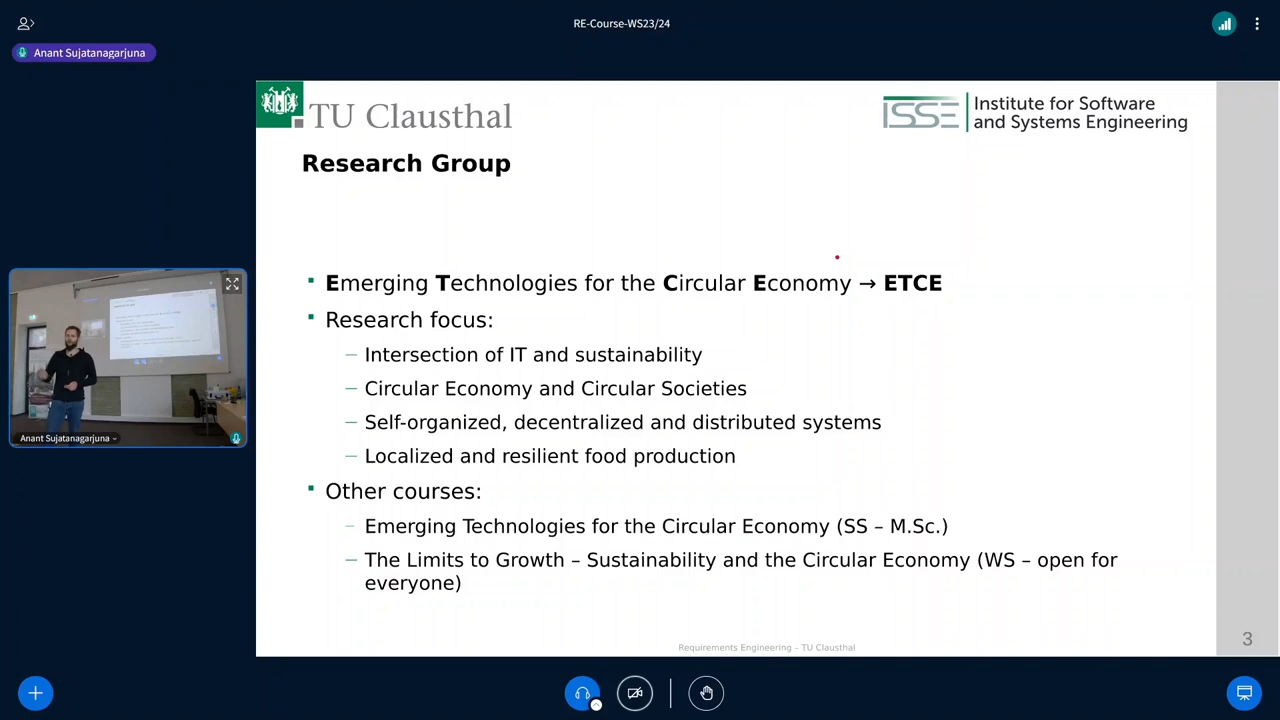 RE-Course-WS23/24
Anant Sujatanagarjuna
TU Clausthal
ISSE
Institute for Software
and Systems Engineering
Research Group
Emerging Technologies for the Circular Economy → ETCE
Research focus:
– Intersection of IT and sustainability
– Circular Economy and Circular Societies
– Self-organized, decentralized and distributed systems
– Localized and resilient food production
Other courses:
– Emerging Technologies for the Circular Economy (SS – M.Sc.)
– The Limits to Growth – Sustainability and the Circular Economy (WS – open for
everyone)
Anant Sujatanagarjuna
Requirements Engineering – TU Clausthal
3